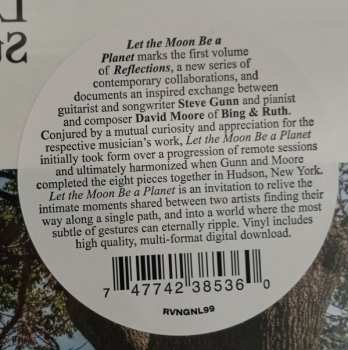 Let the Moon Be a
Planet marks the first volume
of Reflections, a new series of
contemporary collaborations, and
documents an inspired exchange between
guitarist and songwriter Steve Gunn and pianist
and composer David Moore of Bing & Ruth.
Conjured by a mutual curiosity and appreciation for the
respective musician's work, Let the Moon Be a Planet
initially took form over a progression of remote sessions
and ultimately harmonized when Gunn and Moore
completed the eight pieces together in Hudson, New York.
Let the Moon Be a Planet is an invitation to relive the
intimate moments shared between two artists finding their
way along a single path, and into a world where the most
subtle of gestures can eternally ripple. Vinyl includes
high quality, multi-format digital download.
7 47742 38536 0
RVNGNL99